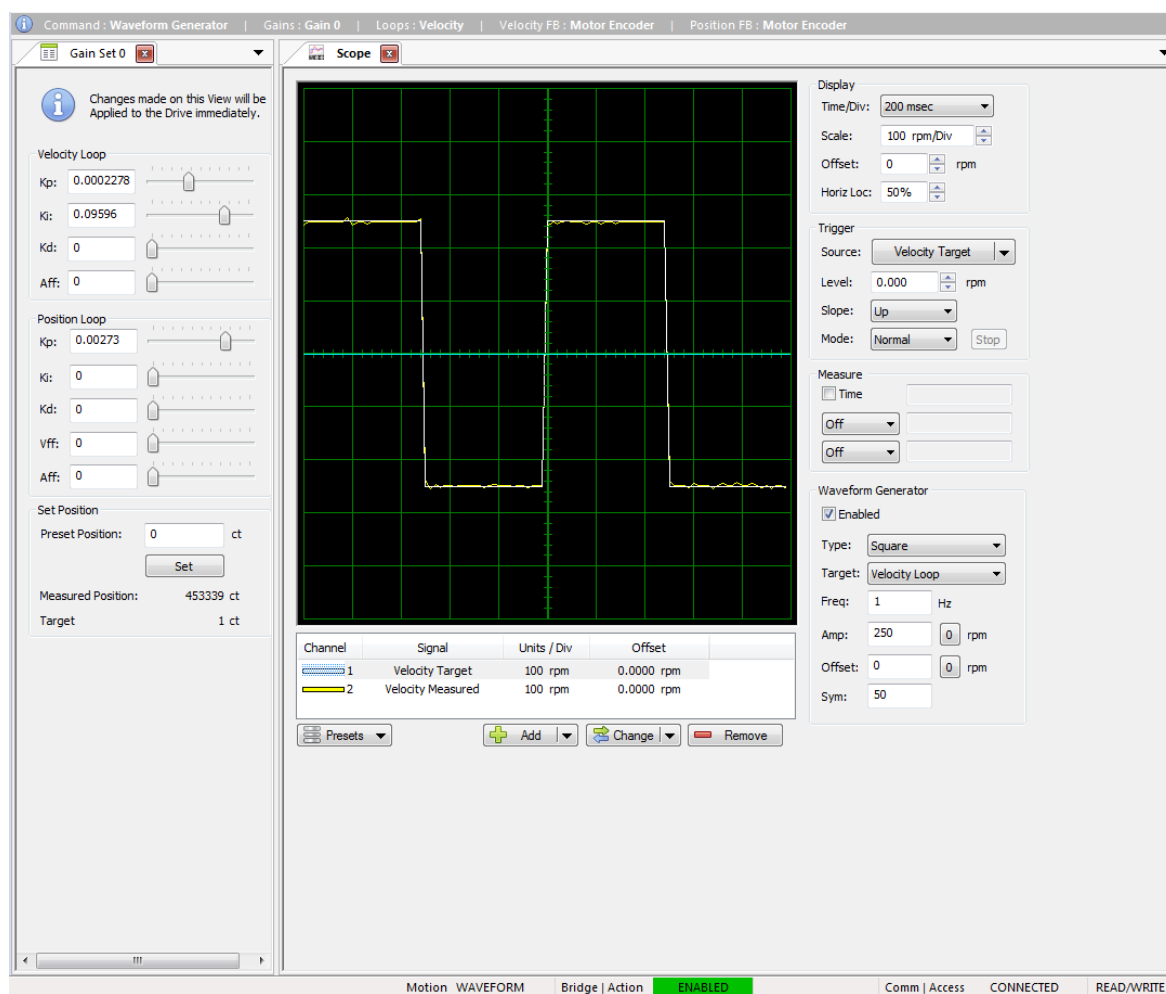 Command : Waveform Generator | Gains : Gain 0 | Loops : Velocity | Velocity FB : Motor Encoder | Position FB : Motor Encoder
Gain Set 0
Changes made on this View will be
Applied to the Drive immediately.
Velocity Loop
Kp: 0.0002278
Ki: 0.09596
Kd: 0
Aff: 0
Position Loop
Kp: 0.00273
Ki: 0
Kd: 0
Vff: 0
Aff: 0
Set Position
Preset Position: 0 ct
Set
Measured Position: 453339 ct
Target 1 ct
Scope
Channel Signal Units / Div Offset
1 Velocity Target 100 rpm 0.0000 rpm
2 Velocity Measured 100 rpm 0.0000 rpm
Presets Add Change Remove
Display
Time/Div: 200 msec
Scale: 100 rpm/Div
Offset: 0 rpm
Horiz Loc: 50%
Trigger
Source: Velocity Target
Level: 0.000 rpm
Slope: Up
Mode: Normal Stop
Measure
Time
Off
Off
Waveform Generator
Enabled
Type: Square
Target: Velocity Loop
Freq: 1 Hz
Amp: 250 0 rpm
Offset: 0 0 rpm
Sym: 50
Motion WAVEFORM Bridge | Action ENABLED Comm | Access CONNECTED READ/WRITE